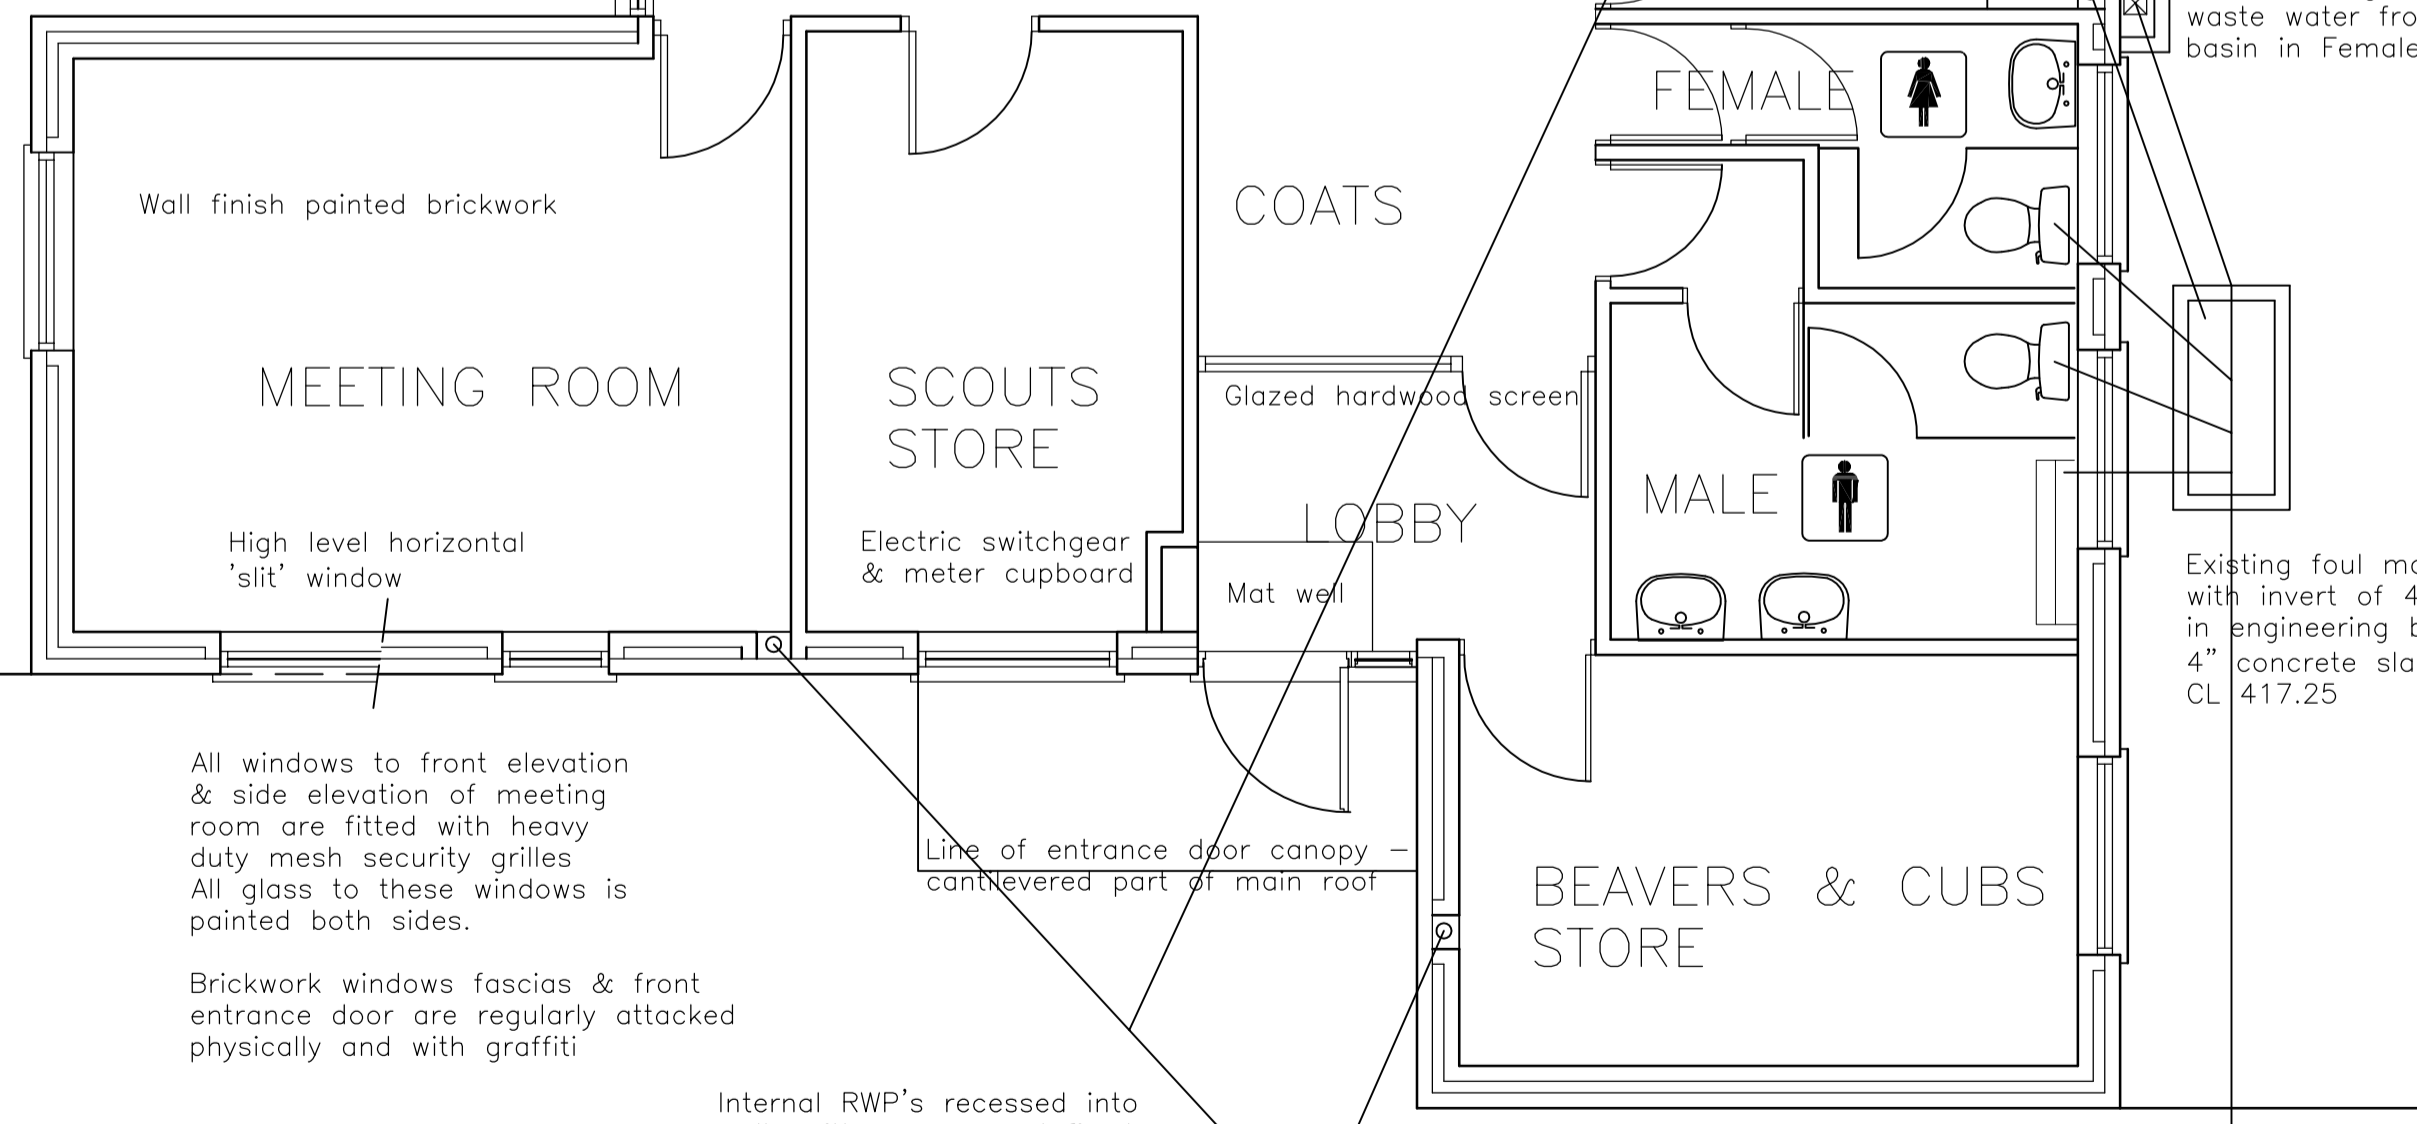 waste water
basin in Female
FEMALE
Wall finish painted brickwork
COATS
MEETING ROOM
SCOUTS
STORE
Glazed hardwood screen
MALE
LOBBY
High level horizontal
'slit' window
Electric switchgear
& meter cupboard
Mat well
Existing foul
with invert of
in engineering
4" concrete
CL 417.25
All windows to front elevation
& side elevation of meeting
room are fitted with heavy
duty mesh security grilles
All glass to these windows is
painted both sides.
Line of entrance door canopy –
cantilevered part of main roof
BEAVERS & CUBS
STORE
Brickwork windows fascias & front
entrance door are regularly attacked
physically and with graffiti
Internal RWP's recessed into